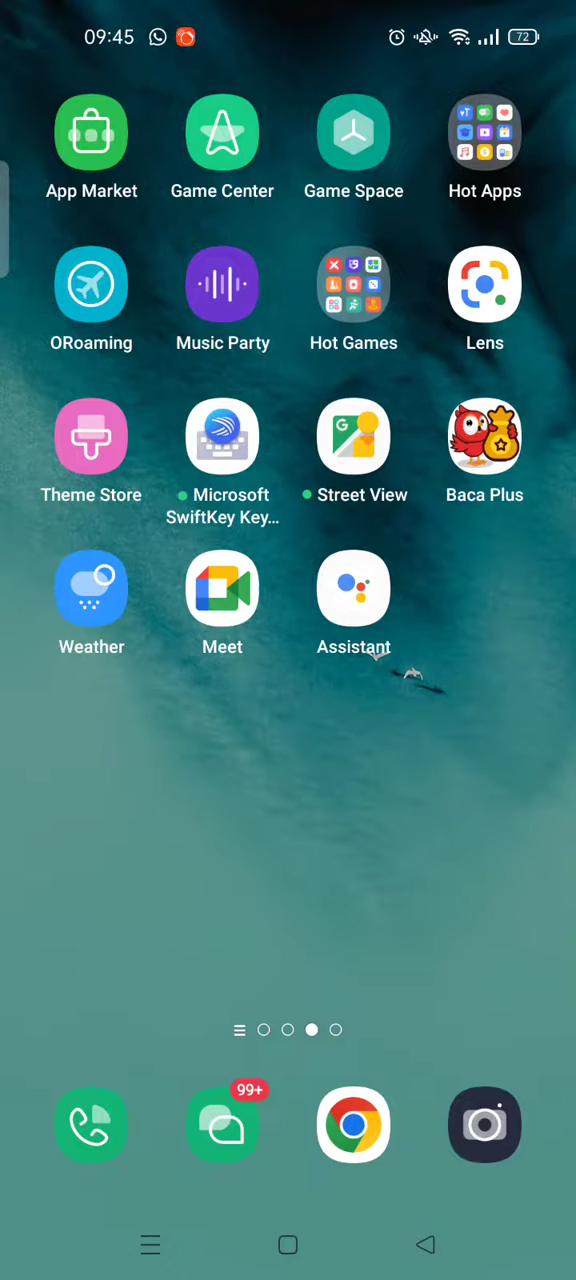 09:45
72
App Market
Game Center
Game Space
Hot Apps
ORoaming
Music Party
Hot Games
Lens
Theme Store
Microsoft
SwiftKey Key...
Street View
Baca Plus
Weather
Meet
Assistant
99+